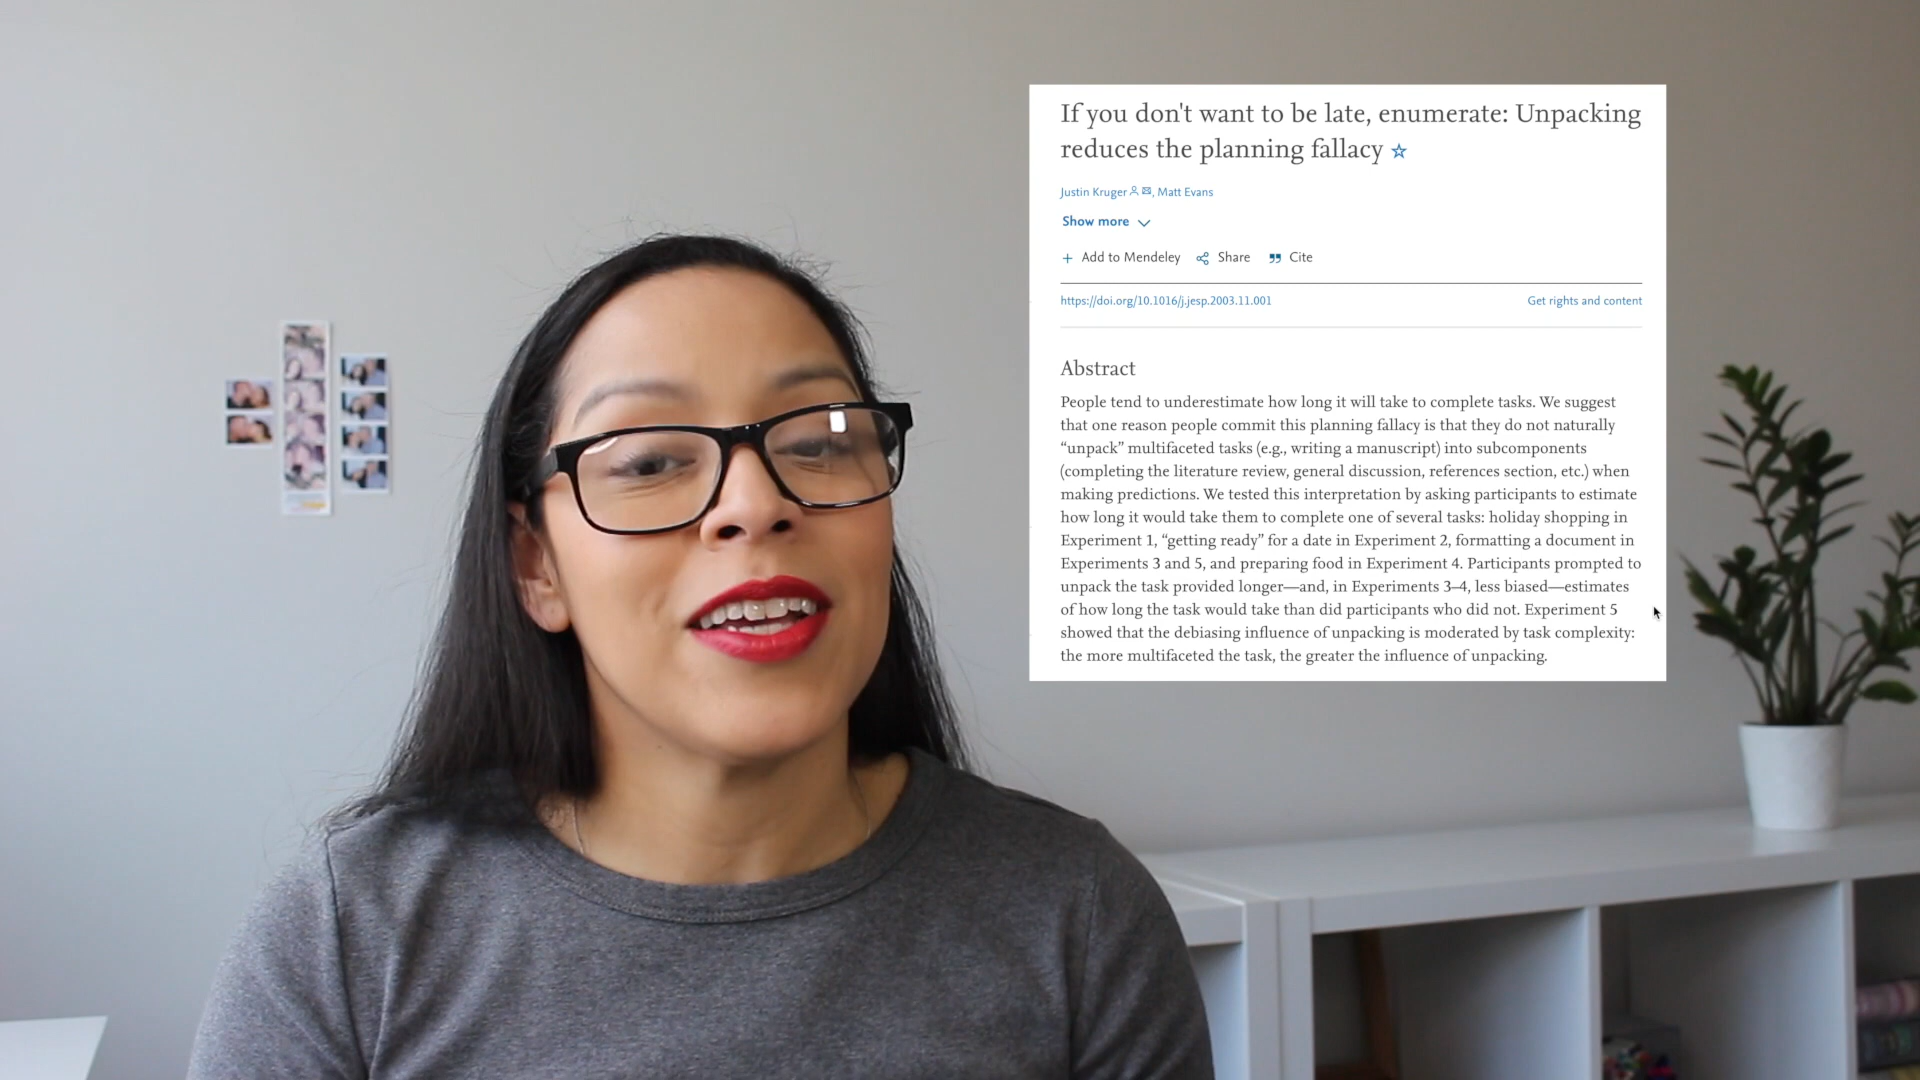 If you don't want to be late, enumerate: Unpacking
reduces the planning fallacy ☆
Justin Kruger, Matt Evans
Show more
+ Add to Mendeley Share Cite
https://doi.org/10.1016/j.jesp.2003.11.001 Get rights and content
Abstract
People tend to underestimate how long it will take to complete tasks. We suggest
that one reason people commit this planning fallacy is that they do not naturally
“unpack” multifaceted tasks (e.g., writing a manuscript) into subcomponents
(completing the literature review, general discussion, references section, etc.) when
making predictions. We tested this interpretation by asking participants to estimate
how long it would take them to complete one of several tasks: holiday shopping in
Experiment 1, “getting ready” for a date in Experiment 2, formatting a document in
Experiments 3 and 5, and preparing food in Experiment 4. Participants prompted to
unpack the task provided longer—and, in Experiments 3–4, less biased—estimates
of how long the task would take than did participants who did not. Experiment 5
showed that the debiasing influence of unpacking is moderated by task complexity:
the more multifaceted the task, the greater the influence of unpacking.